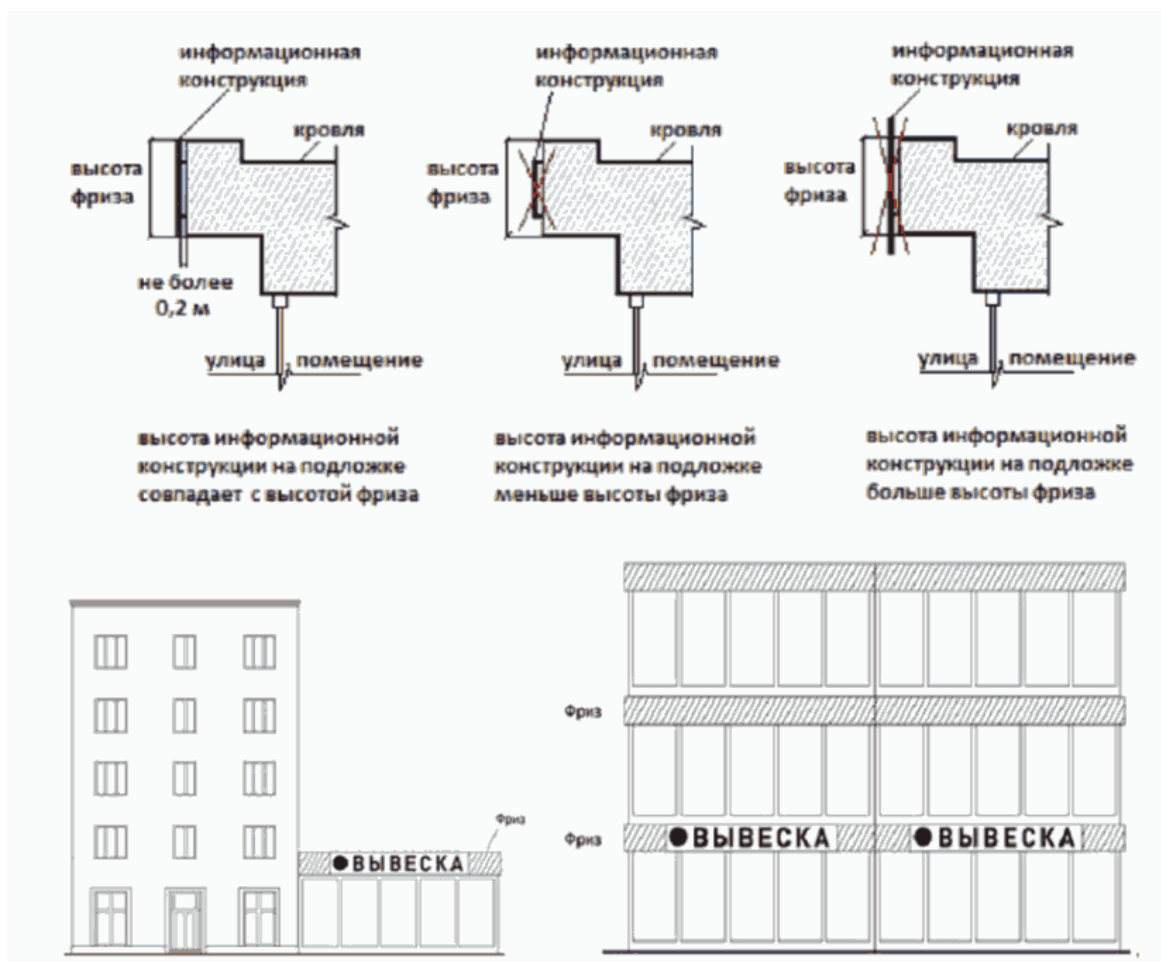 информационная
конструкция
кровля
высота
фриза
не более
0,2 м
улица помещение
высота информационной
конструкции на подложке
совпадает с высотой фриза
информационная
конструкция
кровля
высота
фриза
улица помещение
высота информационной
конструкции на подложке
меньше высоты фриза
информационная
конструкция
кровля
высота
фриза
улица помещение
высота информационной
конструкции на подложке
больше высоты фриза
Фриз
ВЫВЕСКА
Фриз
Фриз
ВЫВЕСКА ВЫВЕСКА